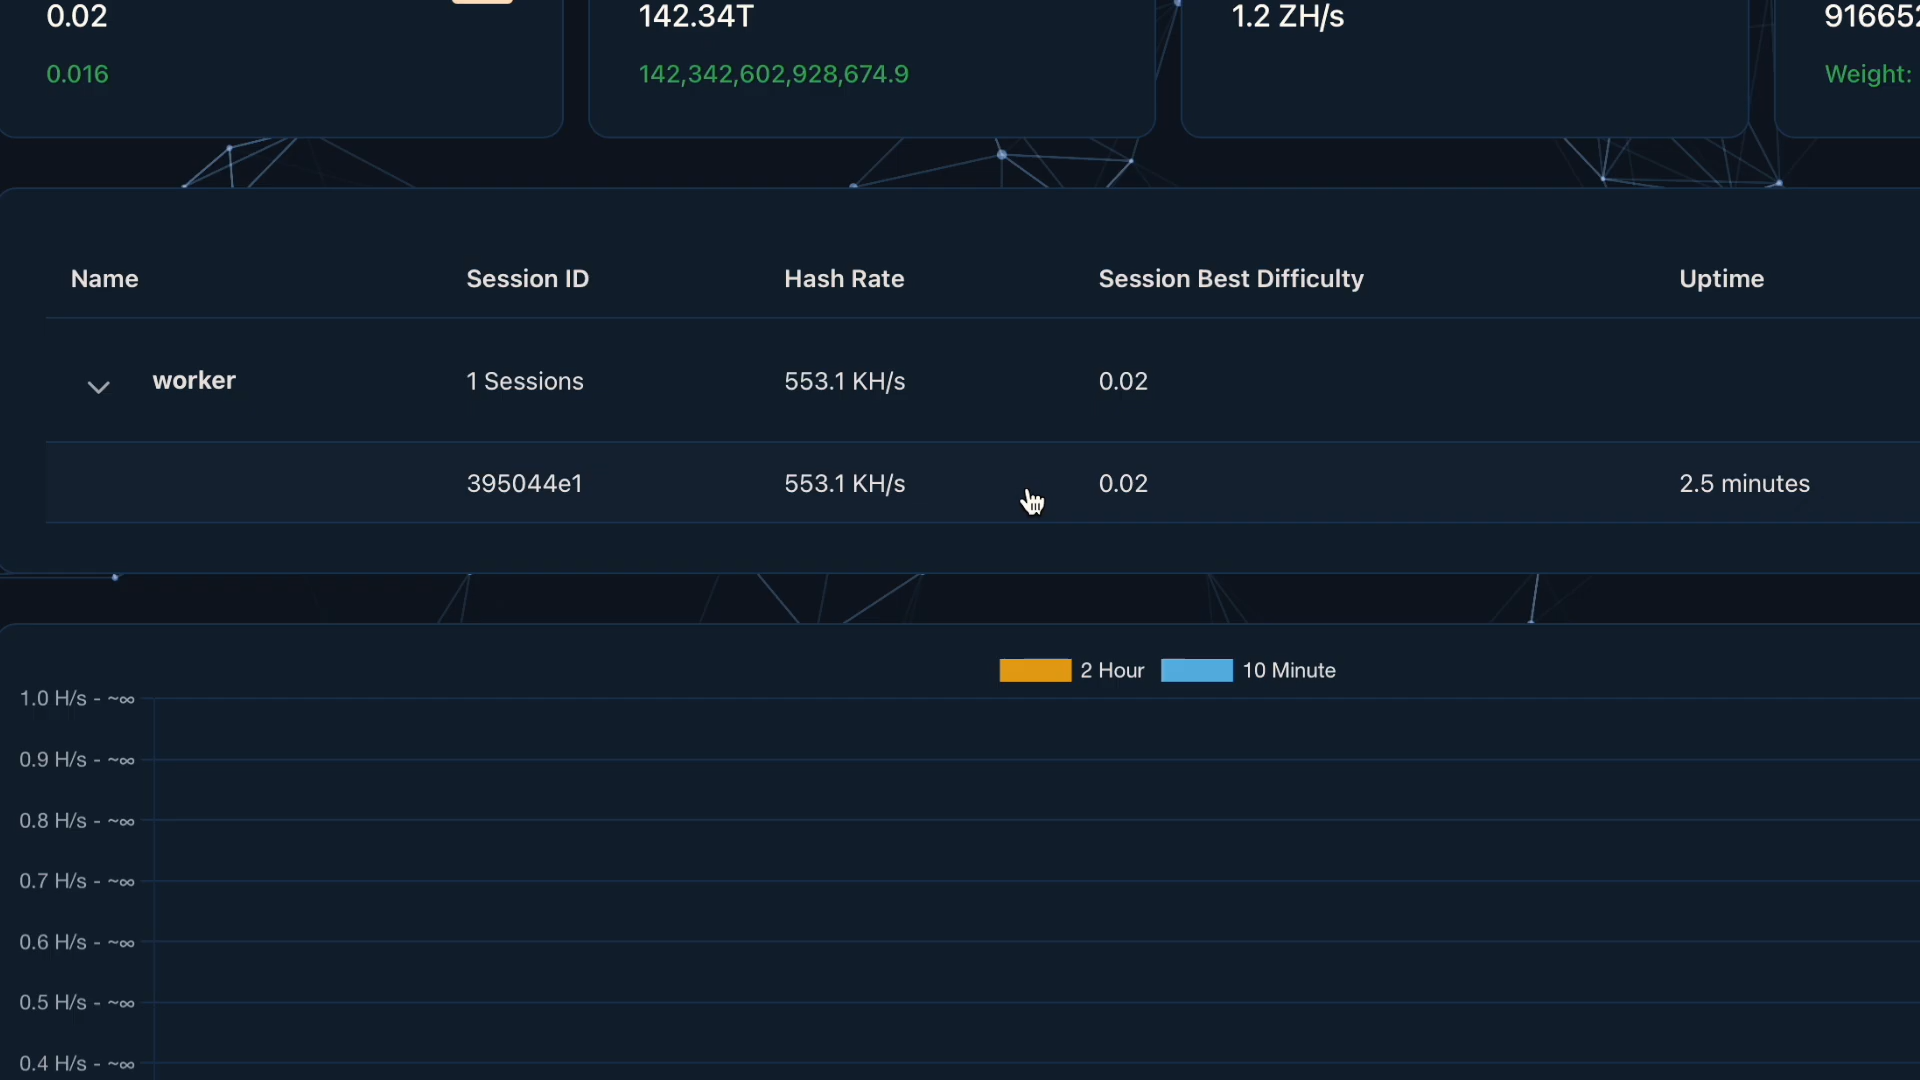 0.02
142.34T
1.2 ZH/s
0.016
142,342,602,928,674.9
Weight:
Name Session ID Hash Rate Session Best Difficulty Uptime
worker 1 Sessions 553.1 KH/s 0.02
395044e1 553.1 KH/s 0.02 2.5 minutes
2 Hour 10 Minute
1.0 H/s - ~∞
0.9 H/s - ~∞
0.8 H/s - ~∞
0.7 H/s - ~∞
0.6 H/s - ~∞
0.5 H/s - ~∞
0.4 H/s - ~∞